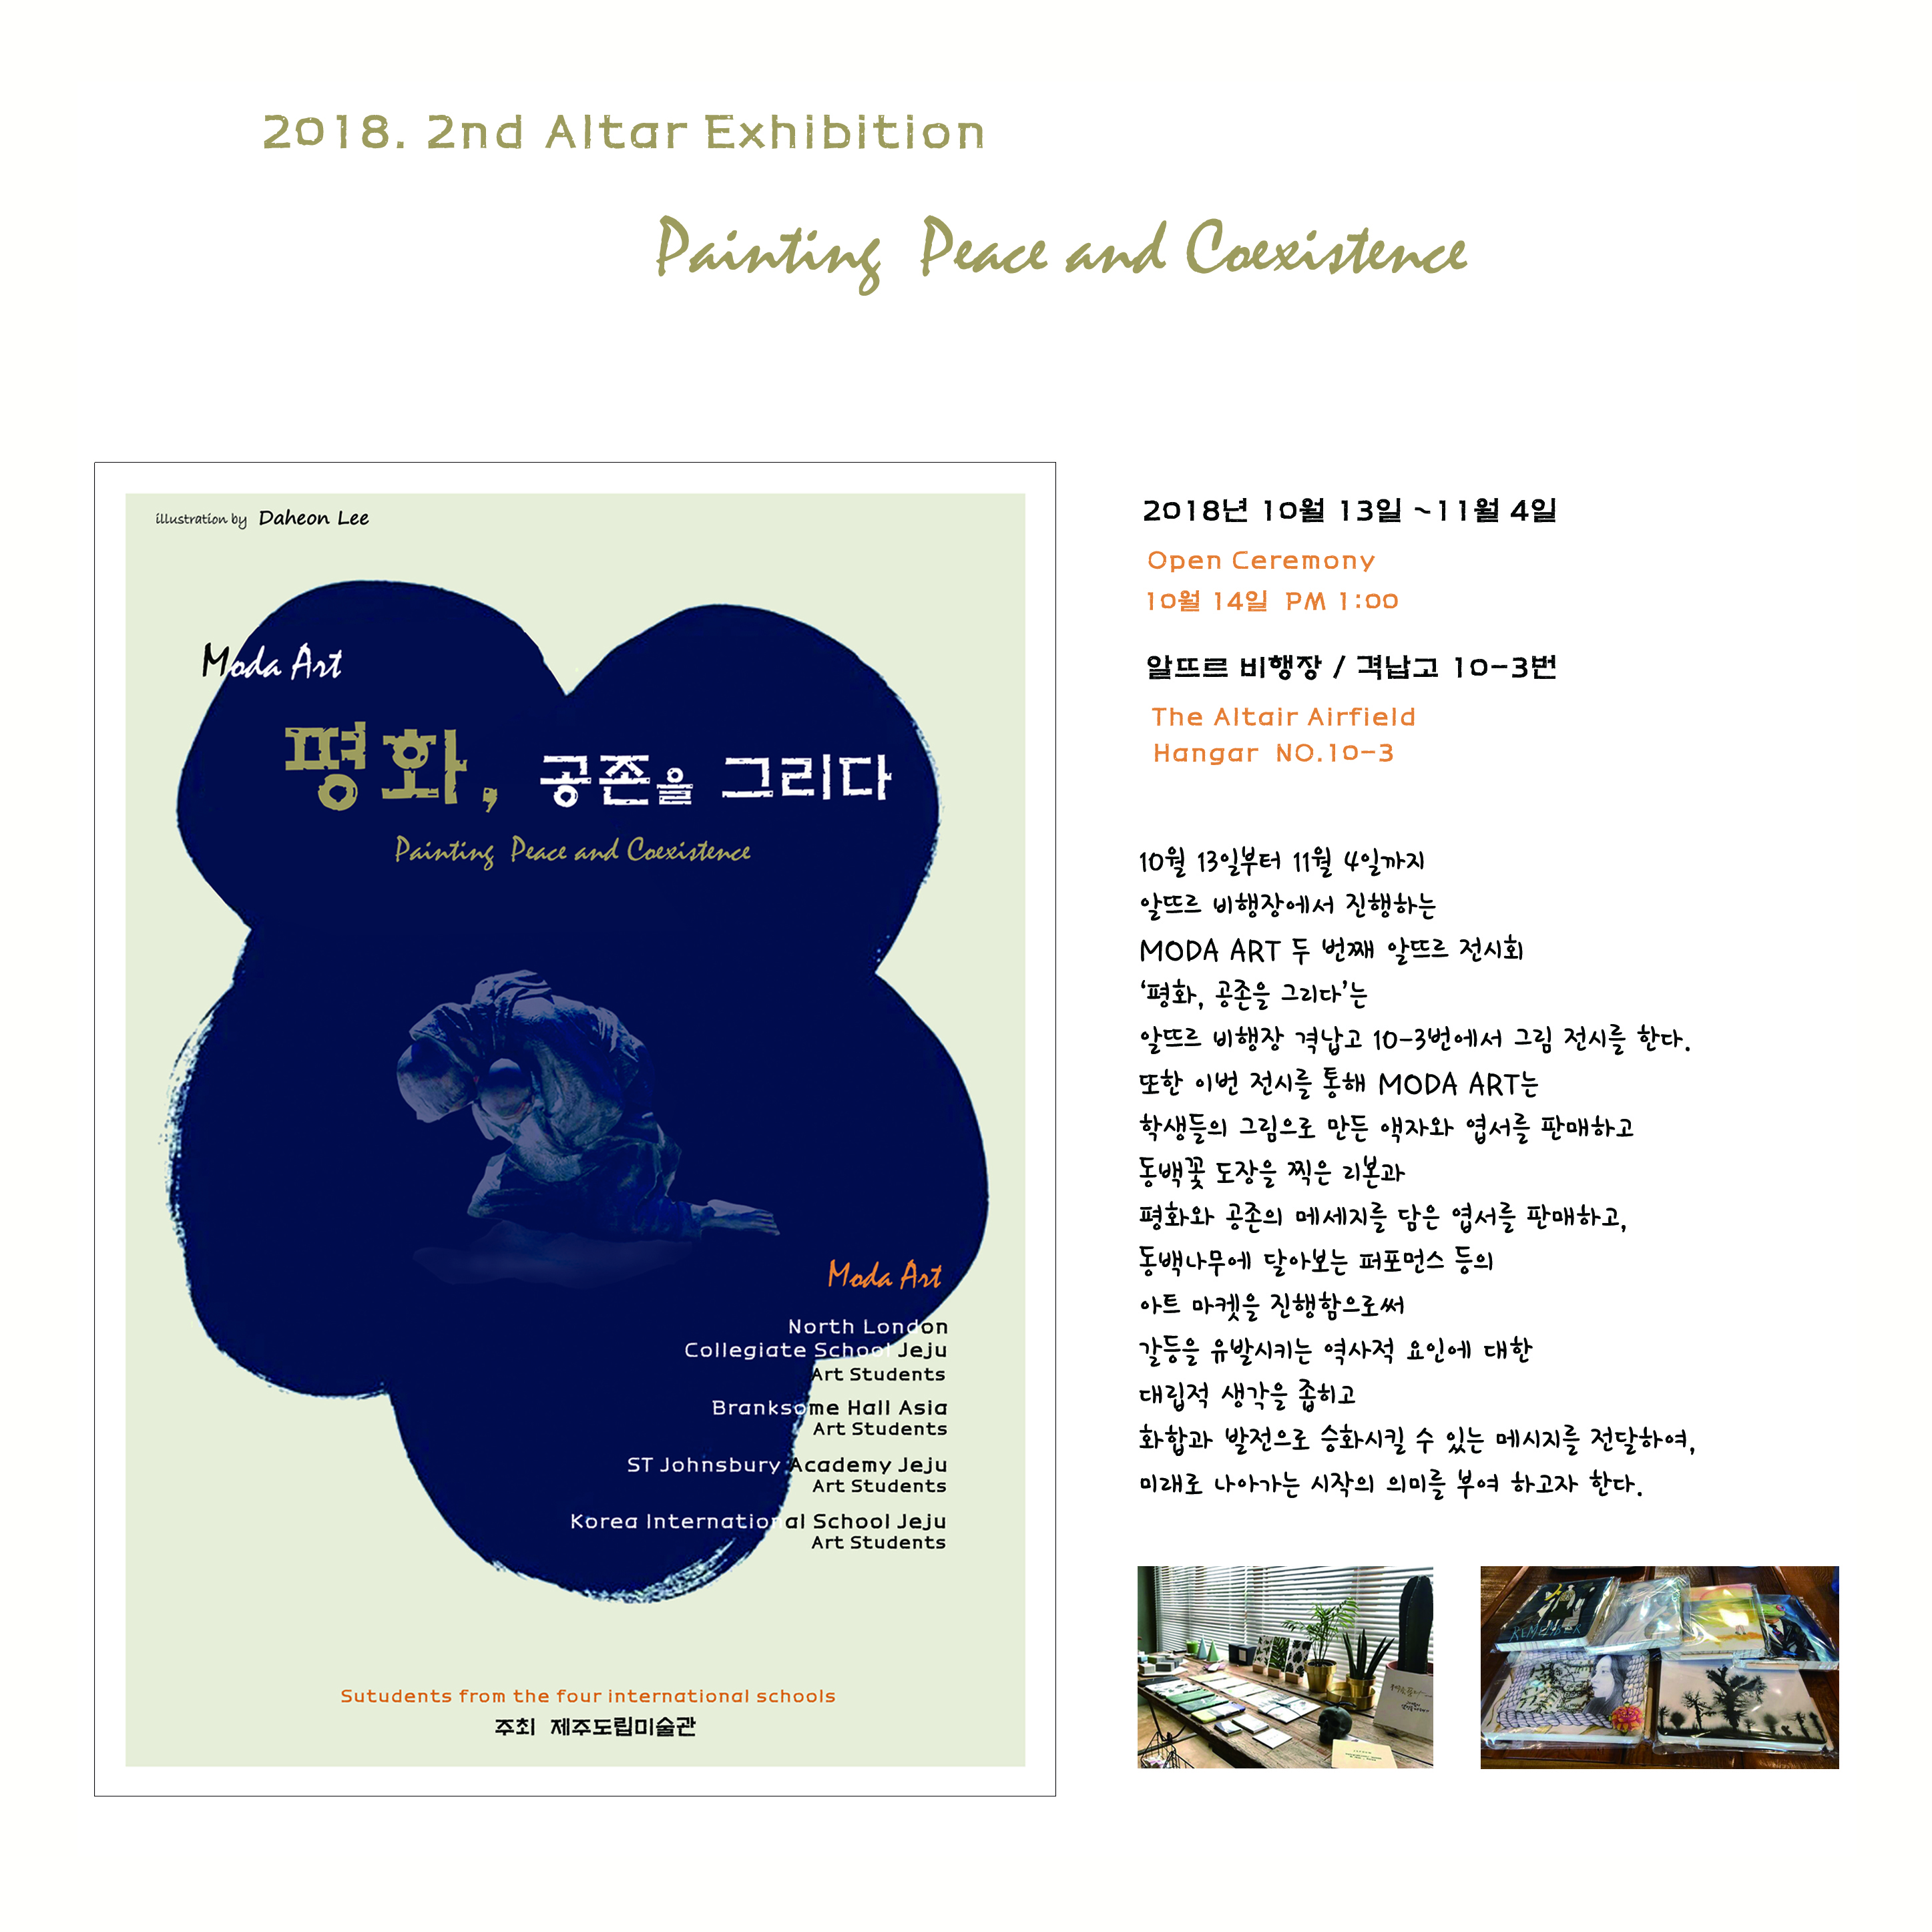 2018. 2nd Altar Exhibition
Painting Peace and Coexistence
illustration by Daheon Lee
Moda Art
평화, 공존을 그리다
Painting Peace and Coexistence
Moda Art
North London
Collegiate School Jeju
Art Students
Branksome Hall Asia
Art Students
ST Johnsbury Academy Jeju
Art Students
Korea International School Jeju
Art Students
Sutudents from the four international schools
주최 제주도립미술관
2018년 10월 13일 ~11월 4일
Open Ceremony
10월 14일 PM 1:00
알뜨르 비행장 / 격납고 10-3번
The Altair Airfield
Hangar NO.10-3
10월 13일부터 11월 4일까지
알뜨르 비행장에서 진행하는
MODA ART 두 번째 알뜨르 전시회
‘평화, 공존을 그리다’는
알뜨르 비행장 격납고 10-3번에서 그림 전시를 한다.
또한 이번 전시를 통해 MODA ART는
학생들의 그림으로 만든 액자와 엽서를 판매하고
동백꽃 도장을 찍은 리본과
평화와 공존의 메세지를 담은 엽서를 판매하고,
동백나무에 달아보는 퍼포먼스 등의
아트 마켓을 진행함으로써
갈등을 유발시키는 역사적 요인에 대한
대립적 생각을 좁히고
화합과 발전으로 승화시킬 수 있는 메시지를 전달하여,
미래로 나아가는 시작의 의미를 부여 하고자 한다.
REMEMBER